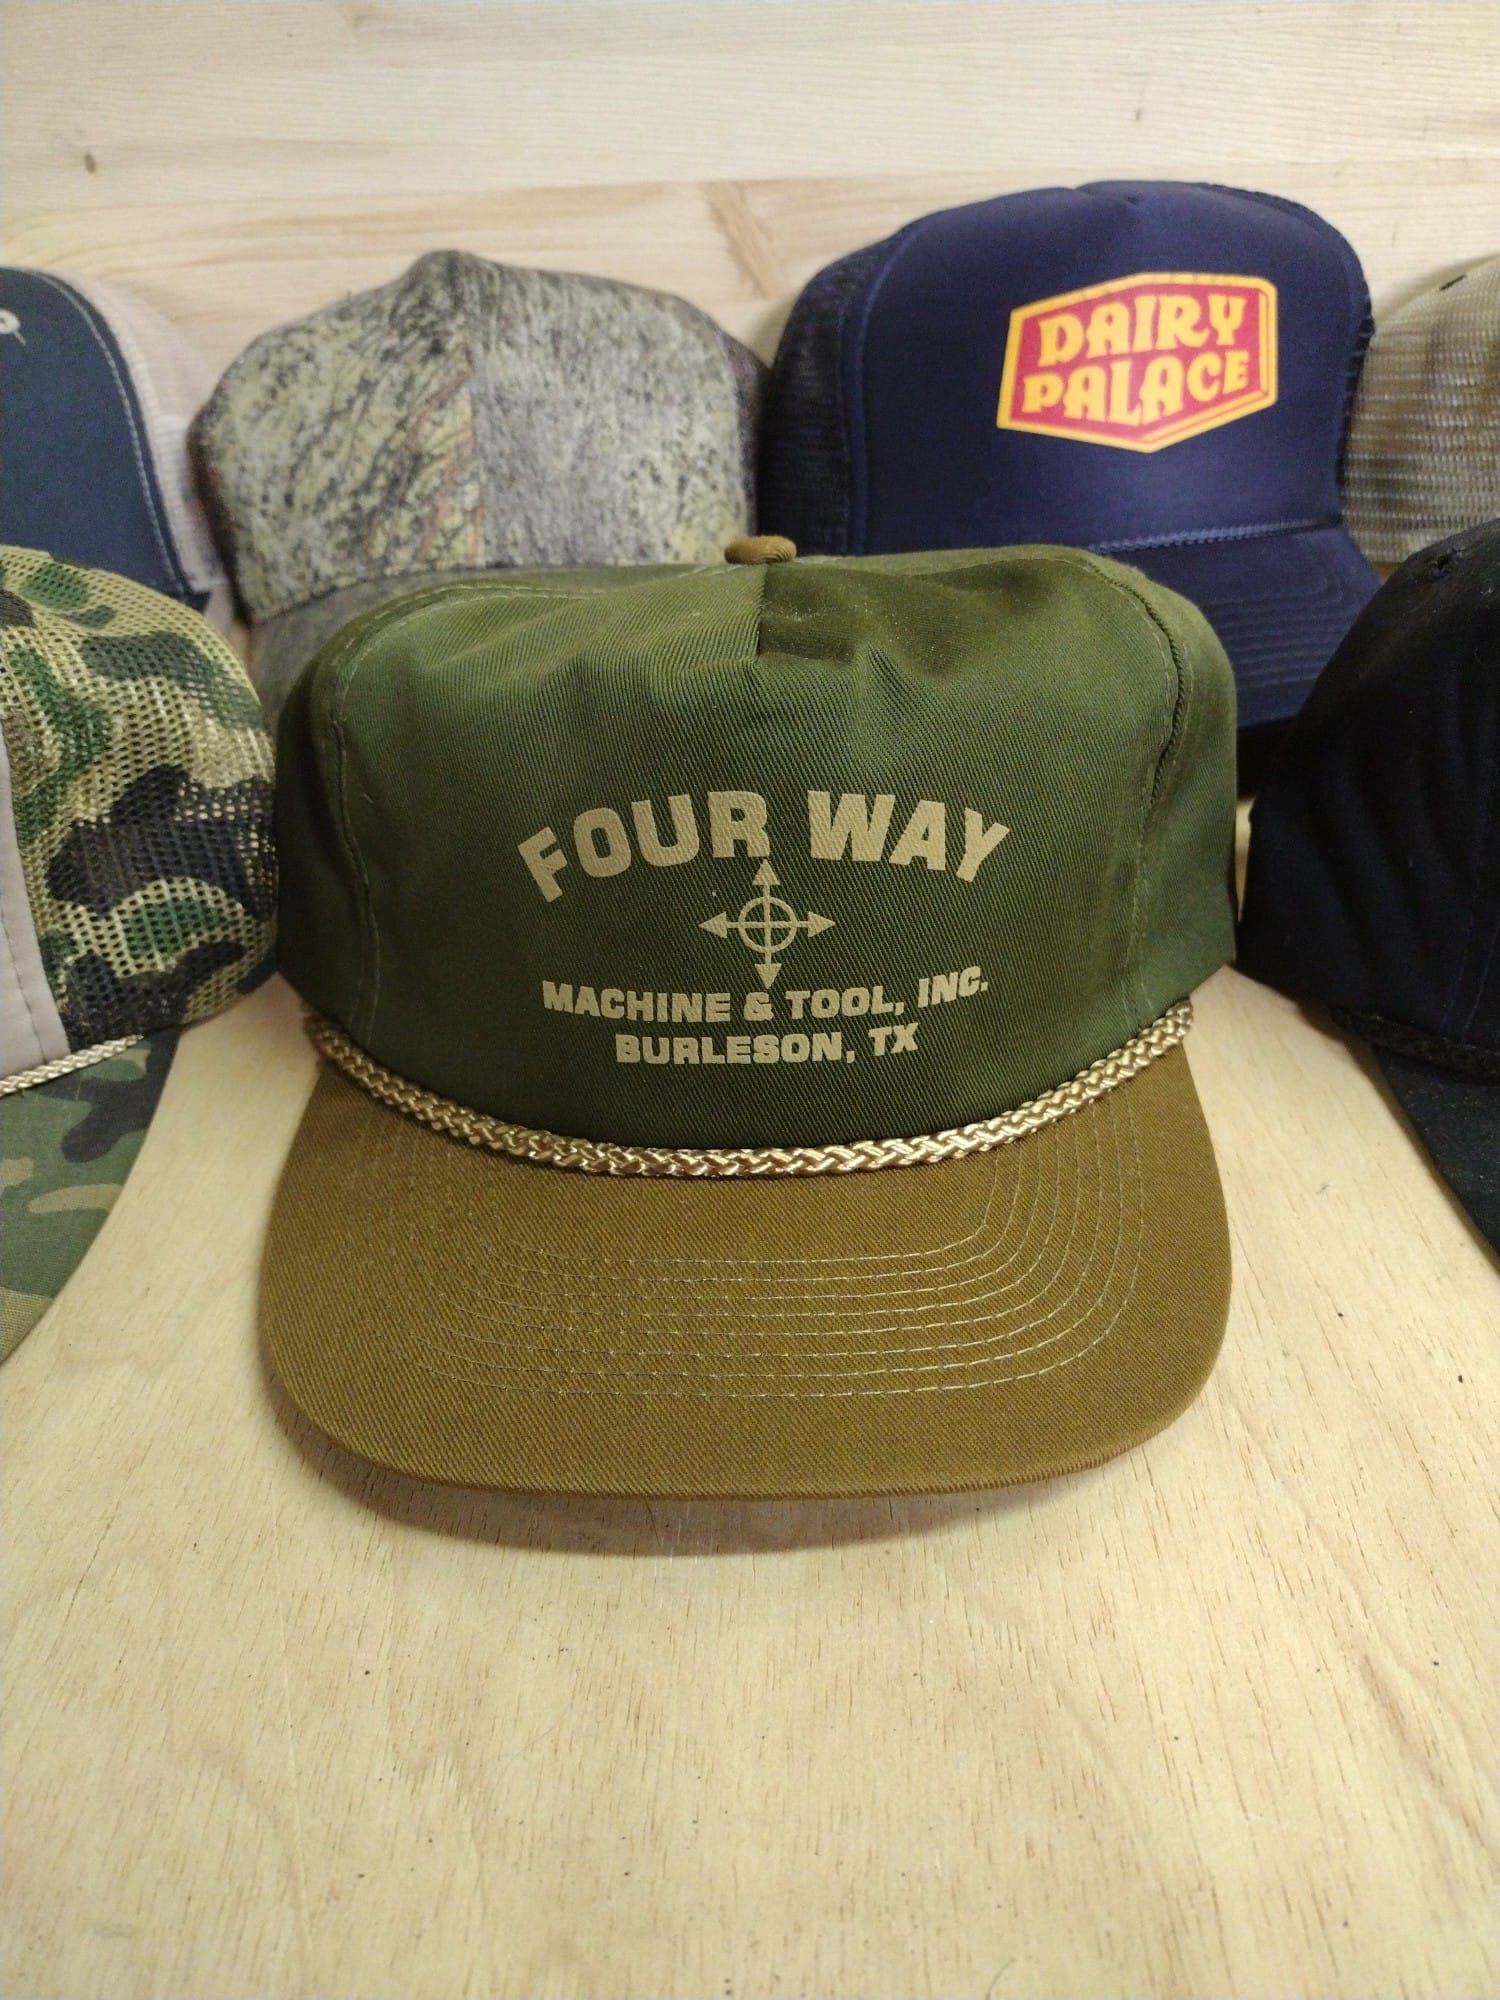 DAIRY
PALACE
FOUR WAY
MACHINE & TOOL, INC.
BURLESON, TX